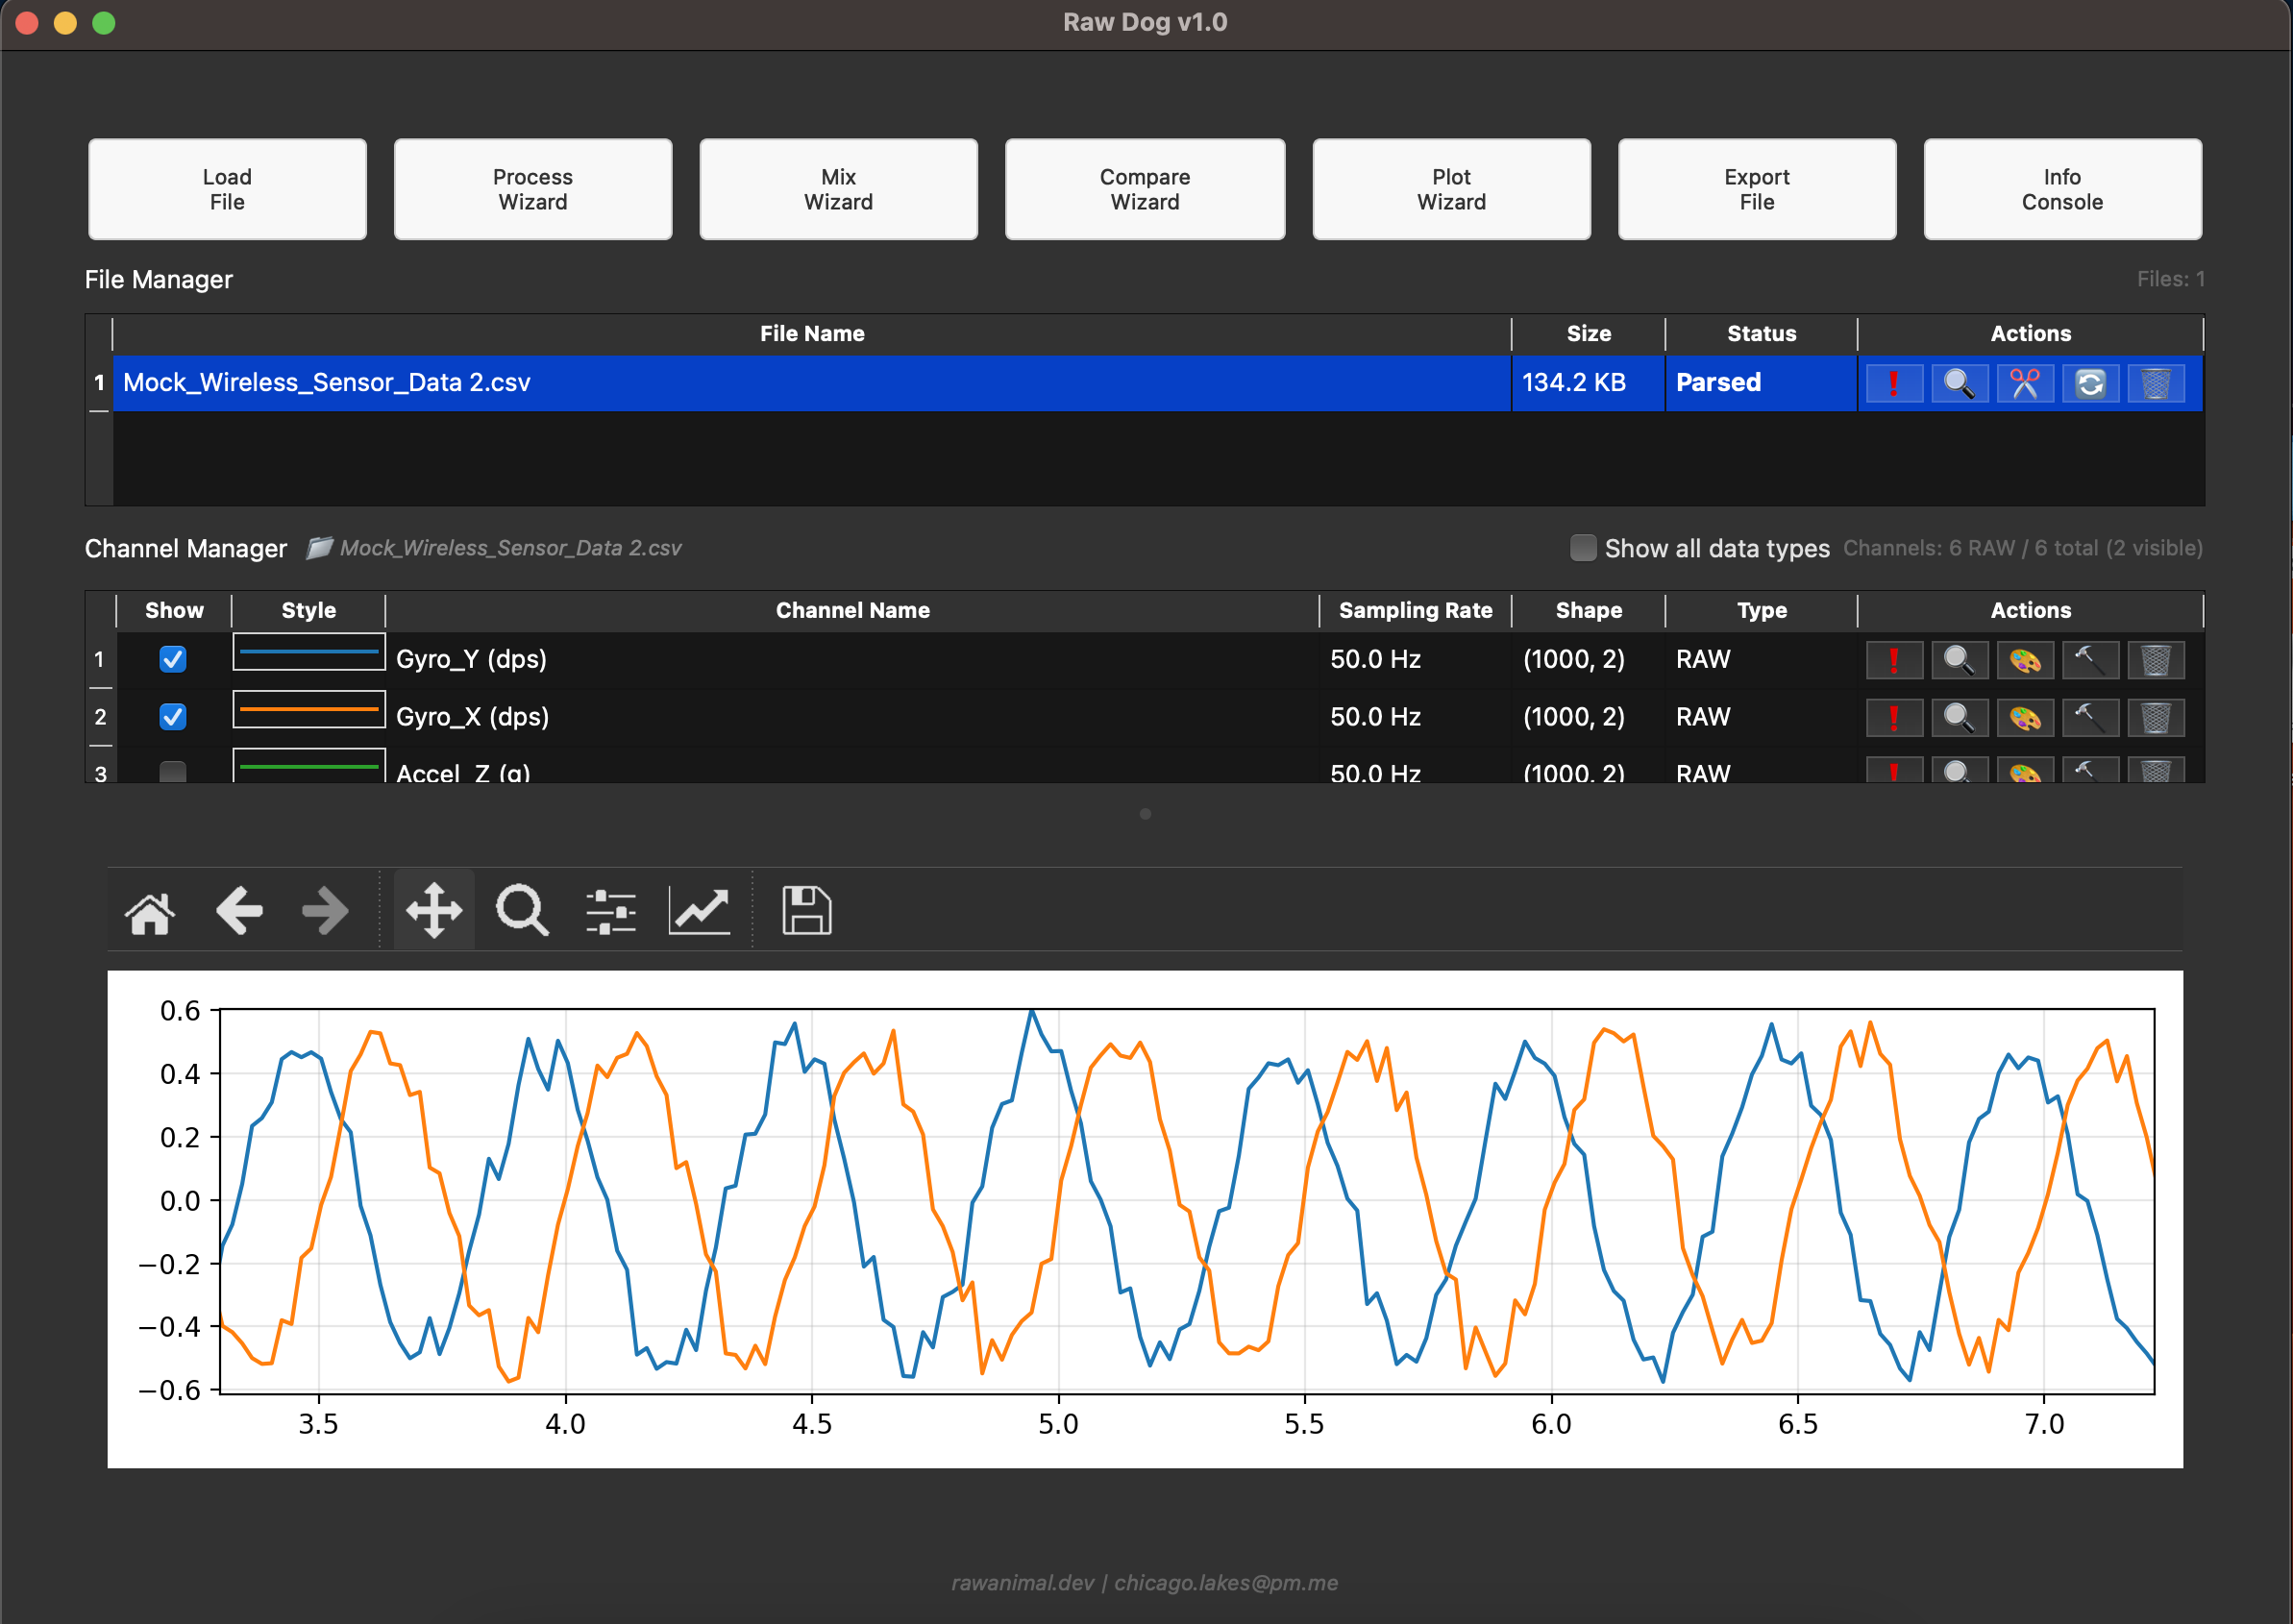 Raw Dog v1.0
Load
File
Process
Wizard
Mix
Wizard
Compare
Wizard
Plot
Wizard
Export
File
Info
Console
File Manager
Files: 1
File Name Size Status Actions
1 Mock_Wireless_Sensor_Data 2.csv 134.2 KB Parsed
Channel Manager Mock_Wireless_Sensor_Data 2.csv Show all data types Channels: 6 RAW / 6 total (2 visible)
Show Style Channel Name Sampling Rate Shape Type Actions
1 Gyro_Y (dps) 50.0 Hz (1000, 2) RAW
2 Gyro_X (dps) 50.0 Hz (1000, 2) RAW
3 Accel_Z (g) 50.0 Hz (1000, 2) RAW
0.6
0.4
0.2
0.0
−0.2
−0.4
−0.6
3.5 4.0 4.5 5.0 5.5 6.0 6.5 7.0
rawanimal.dev | chicago.lakes@pm.me